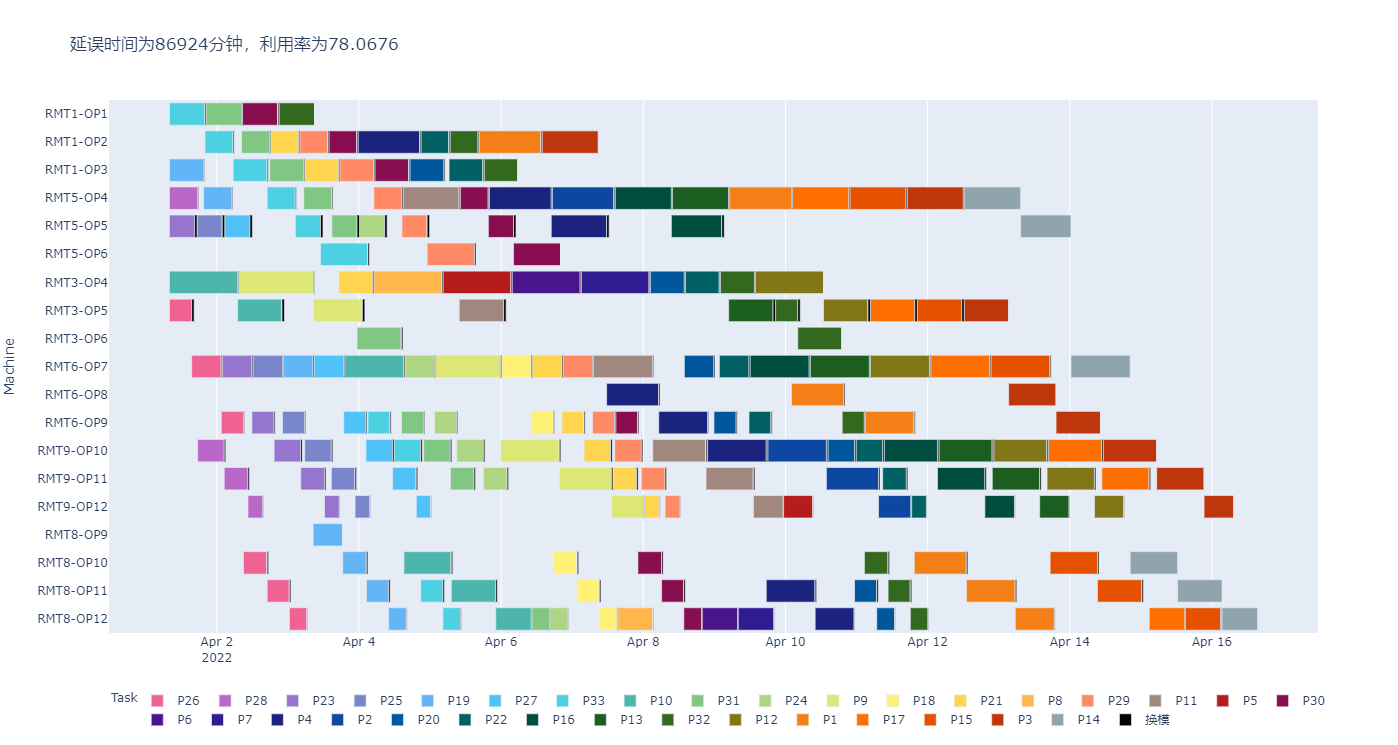 延误时间为86924分钟，利用率为78.0676
RMT1-OP1
RMT1-OP2
RMT1-OP3
RMT5-OP4
RMT5-OP5
RMT5-OP6
RMT3-OP4
RMT3-OP5
RMT3-OP6
RMT6-OP7
RMT6-OP8
RMT6-OP9
RMT9-OP10
RMT9-OP11
RMT9-OP12
RMT8-OP9
RMT8-OP10
RMT8-OP11
RMT8-OP12
Machine
Apr 2 Apr 4 Apr 6 Apr 8 Apr 10 Apr 12 Apr 14 Apr 16
2022
Task P26 P28 P23 P25 P19 P27 P33 P10 P31 P24 P9 P18 P21 P8 P29 P11 P5 P30
P6 P7 P4 P2 P20 P22 P16 P13 P32 P12 P1 P17 P15 P3 P14 换模